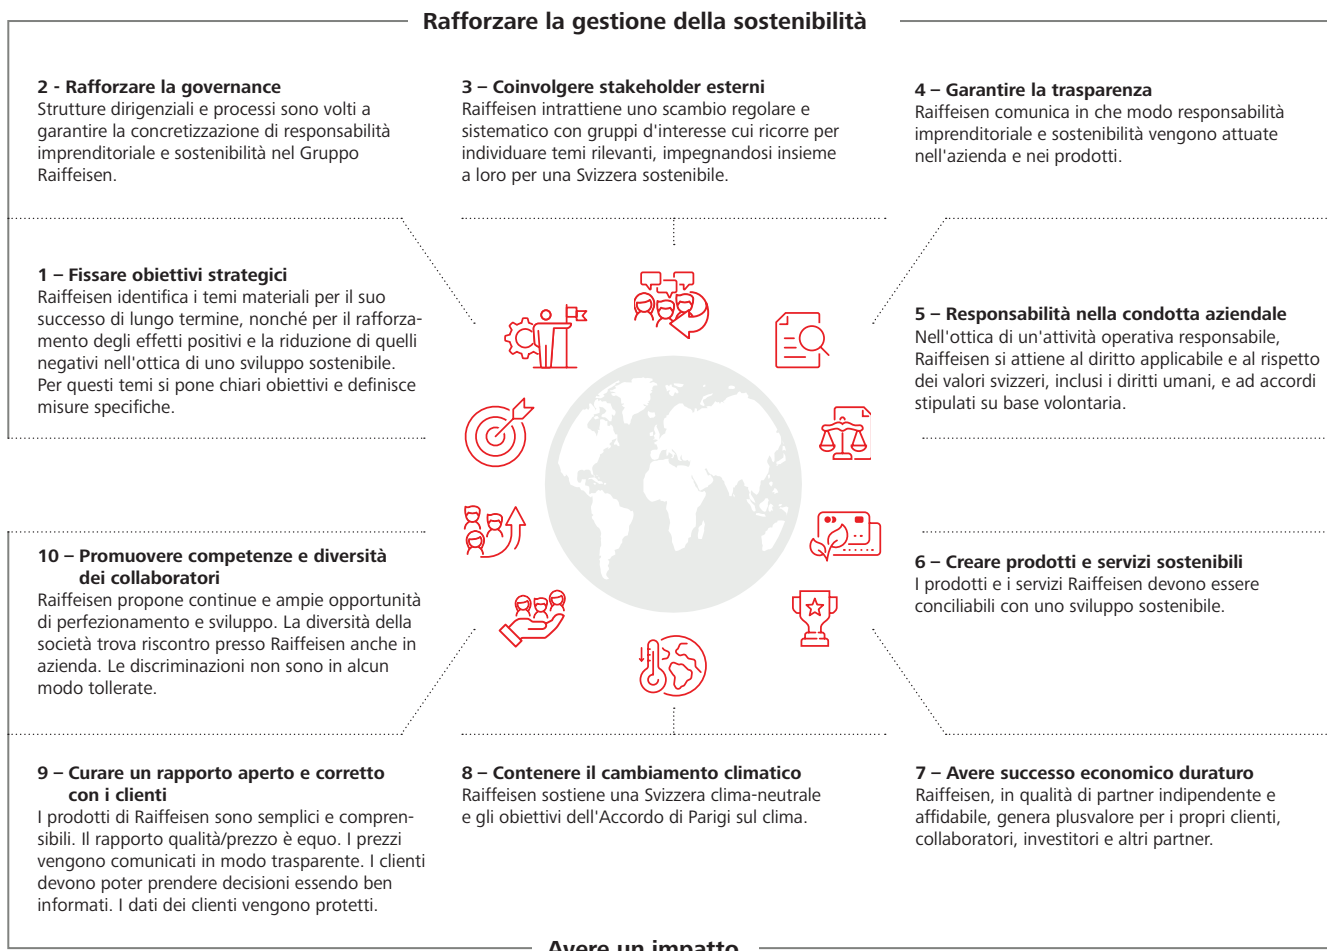 Rafforzare la gestione della sostenibilità
2 - Rafforzare la governance
Strutture dirigenziali e processi sono volti a
garantire la concretizzazione di responsabilità
imprenditoriale e sostenibilità nel Gruppo
Raiffeisen.
3 – Coinvolgere stakeholder esterni
Raiffeisen intrattiene uno scambio regolare e
sistematico con gruppi d'interesse cui ricorre per
individuare temi rilevanti, impegnandosi insieme
a loro per una Svizzera sostenibile.
4 – Garantire la trasparenza
Raiffeisen comunica in che modo responsabilità
imprenditoriale e sostenibilità vengono attuate
nell'azienda e nei prodotti.
1 – Fissare obiettivi strategici
Raiffeisen identifica i temi materiali per il suo
successo di lungo termine, nonché per il rafforza-
mento degli effetti positivi e la riduzione di quelli
negativi nell'ottica di uno sviluppo sostenibile.
Per questi temi si pone chiari obiettivi e definisce
misure specifiche.
5 – Responsabilità nella condotta aziendale
Nell'ottica di un'attività operativa responsabile,
Raiffeisen si attiene al diritto applicabile e al rispetto
dei valori svizzeri, inclusi i diritti umani, e ad accordi
stipulati su base volontaria.
10 – Promuovere competenze e diversità
dei collaboratori
Raiffeisen propone continue e ampie opportunità
di perfezionamento e sviluppo. La diversità della
società trova riscontro presso Raiffeisen anche in
azienda. Le discriminazioni non sono in alcun
modo tollerate.
6 – Creare prodotti e servizi sostenibili
I prodotti e i servizi Raiffeisen devono essere
conciliabili con uno sviluppo sostenibile.
9 – Curare un rapporto aperto e corretto
con i clienti
I prodotti di Raiffeisen sono semplici e compren-
sibili. Il rapporto qualità/prezzo è equo. I prezzi
vengono comunicati in modo trasparente. I clienti
devono poter prendere decisioni essendo ben
informati. I dati dei clienti vengono protetti.
8 – Contenere il cambiamento climatico
Raiffeisen sostiene una Svizzera clima-neutrale
e gli obiettivi dell'Accordo di Parigi sul clima.
7 – Avere successo economico duraturo
Raiffeisen, in qualità di partner indipendente e
affidabile, genera plusvalore per i propri clienti,
collaboratori, investitori e altri partner.
Avere un impatto